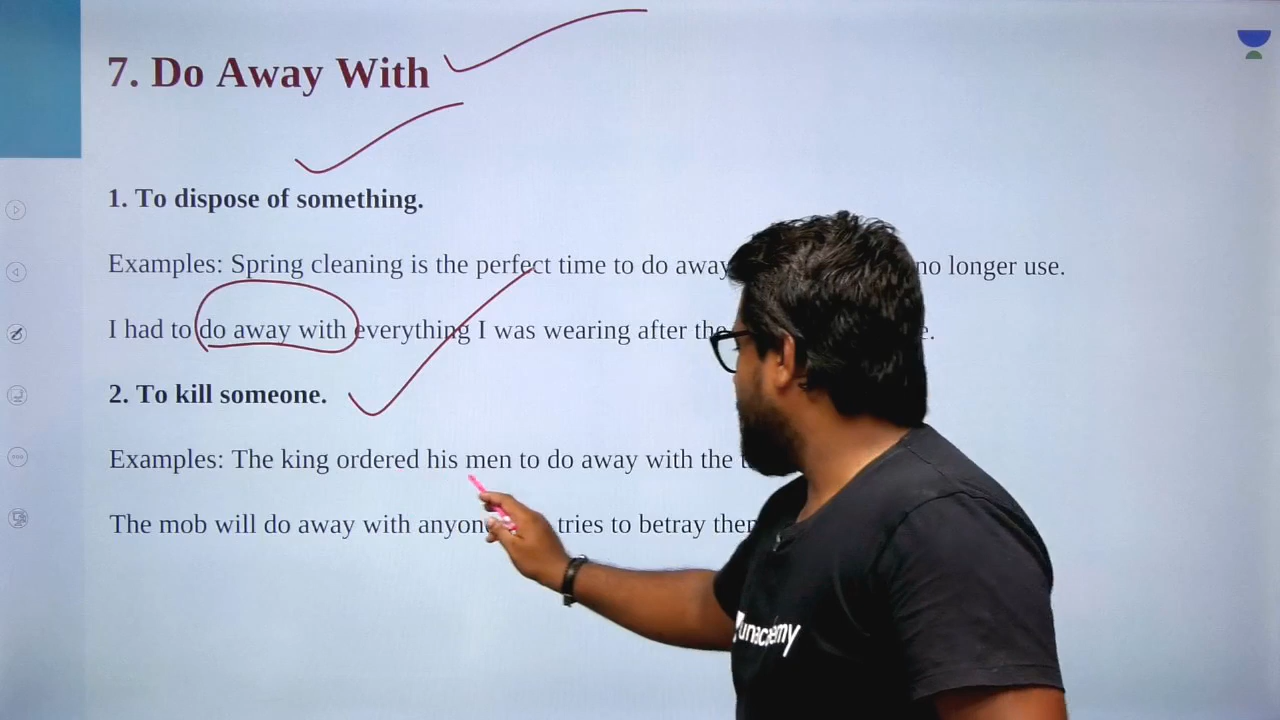 7. Do Away With
1. To dispose of something.
Examples: Spring cleaning is the perfect time to do away no longer use.
I had to do away with everything I was wearing after the
2. To kill someone.
Examples: The king ordered his men to do away with the
The mob will do away with tries to betray
unacademy